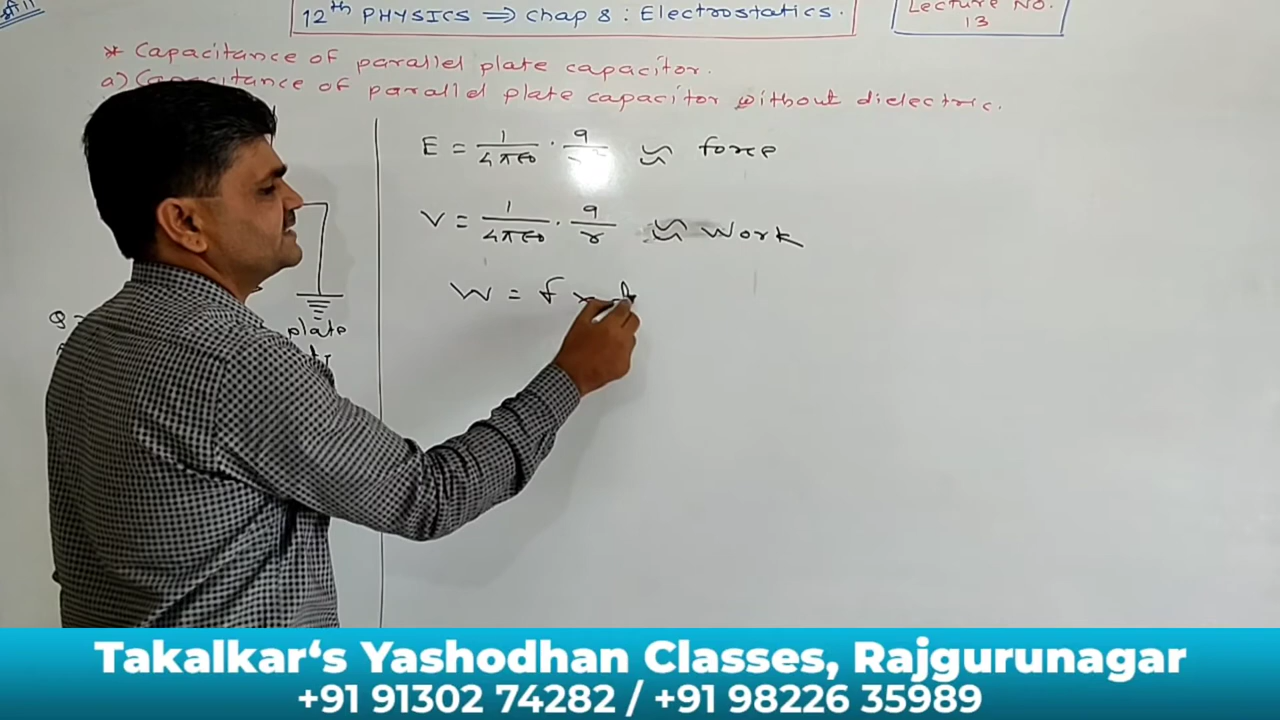 श्री ॥
12th PHYSICS ⇒ Chap 8 : Electrostatics.
Lecture No. 13
* Capacitance of parallel plate capacitor.
a) Capacitance of parallel plate capacitor without dielectric.
E = 1/4πϵ0 · q/r² ≈ force
V = 1/4πϵ0 · q/r ≈ Work
W = f ×
plate
Takalkar‘s Yashodhan Classes, Rajgurunagar
+91 91302 74282 / +91 98226 35989